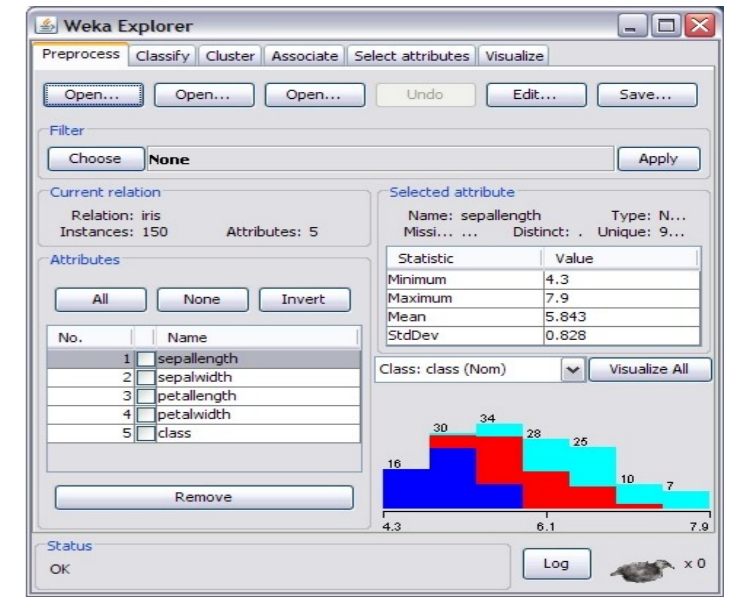 Weka Explorer
Preprocess Classify Cluster Associate Select attributes Visualize
Open... Open... Open... Undo Edit... Save...
Filter
Choose None Apply
Current relation
Relation: iris
Instances: 150 Attributes: 5
Selected attribute
Name: sepallength Type: N...
Missi... ... Distinct: . Unique: 9...
Statistic Value
Minimum 4.3
Maximum 7.9
Mean 5.843
StdDev 0.828
Attributes
All None Invert
No. Name
1 sepallength
2 sepalwidth
3 petallength
4 petalwidth
5 class
Remove
Class: class (Nom) Visualize All
16 30 34 28 25 10 7
4.3 6.1 7.9
Status
OK
Log x 0